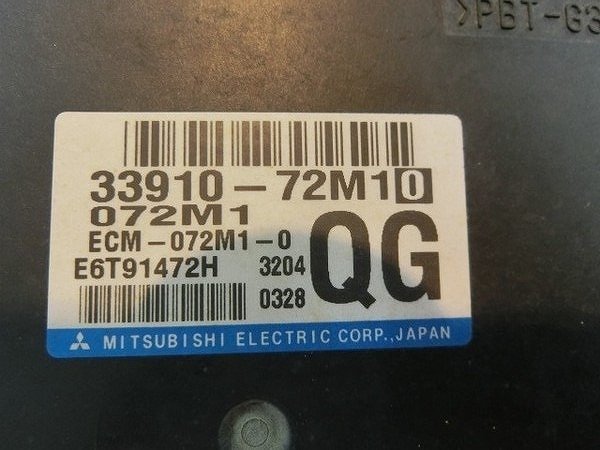 >PBT-G3
33910-72M10
072M1
ECM-072M1-0
QG
E6T91472H 3204
0328
MITSUBISHI ELECTRIC CORP., JAPAN